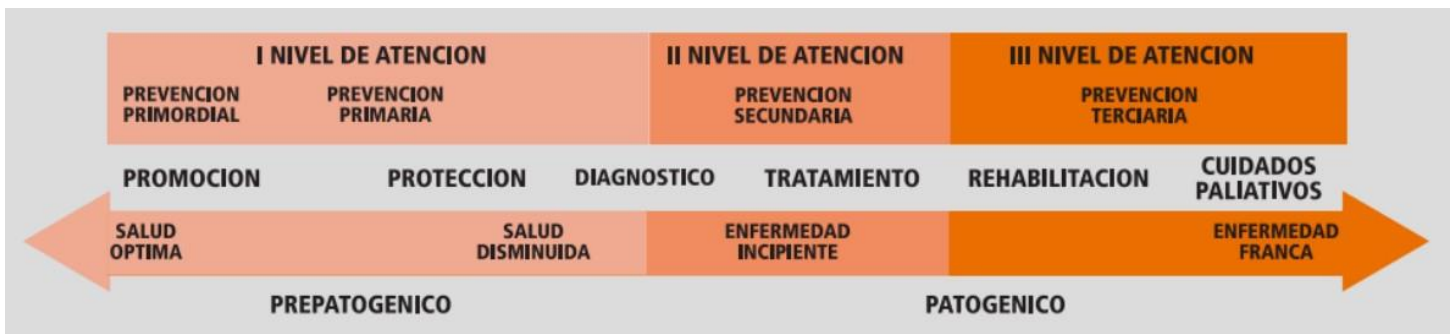 I NIVEL DE ATENCION II NIVEL DE ATENCION III NIVEL DE ATENCION
PREVENCION PREVENCION PREVENCION PREVENCION
PRIMORDIAL PRIMARIA SECUNDARIA TERCIARIA
PROMOCION PROTECCION DIAGNOSTICO TRATAMIENTO REHABILITACION CUIDADOS
PALIATIVOS
SALUD SALUD ENFERMEDAD ENFERMEDAD
OPTIMA DISMINUIDA INCIPIENTE FRANCA
PREPATOGENICO PATOGENICO